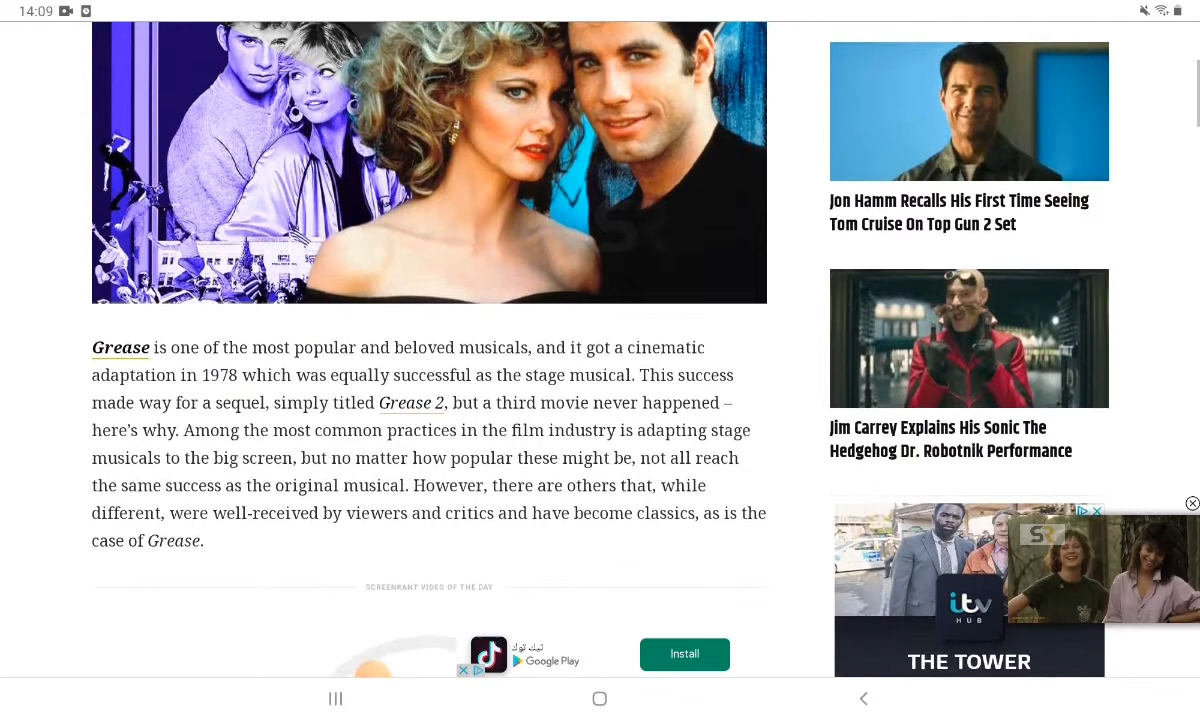 14:09
Grease is one of the most popular and beloved musicals, and it got a cinematic
adaptation in 1978 which was equally successful as the stage musical. This success
made way for a sequel, simply titled Grease 2, but a third movie never happened –
here’s why. Among the most common practices in the film industry is adapting stage
musicals to the big screen, but no matter how popular these might be, not all reach
the same success as the original musical. However, there are others that, while
different, were well-received by viewers and critics and have become classics, as is the
case of Grease.
SCREENRANT VIDEO OF THE DAY
تيك توك
Google Play
Install
Jon Hamm Recalls His First Time Seeing
Tom Cruise On Top Gun 2 Set
Jim Carrey Explains His Sonic The
Hedgehog Dr. Robotnik Performance
SR
SR
itv
HUB
THE TOWER